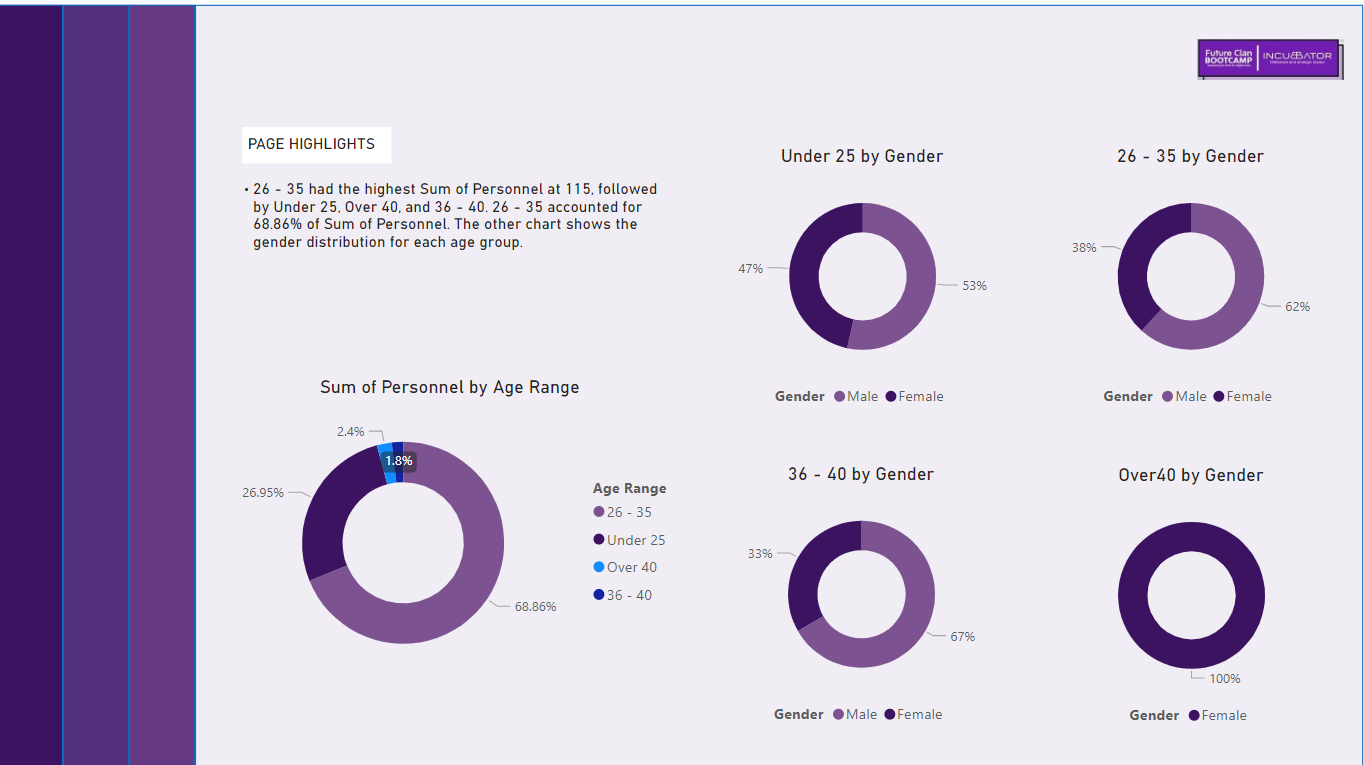 Future Clan
BOOTCAMP
INCUBATOR
PAGE HIGHLIGHTS
• 26 - 35 had the highest Sum of Personnel at 115, followed
by Under 25, Over 40, and 36 - 40. 26 - 35 accounted for
68.86% of Sum of Personnel. The other chart shows the
gender distribution for each age group.
Sum of Personnel by Age Range
2.4%
1.8%
26.95%
68.86%
Age Range
26 - 35
Under 25
Over 40
36 - 40
Under 25 by Gender
47%
53%
Gender Male Female
26 - 35 by Gender
38%
62%
Gender Male Female
36 - 40 by Gender
33%
67%
Gender Male Female
Over40 by Gender
100%
Gender Female